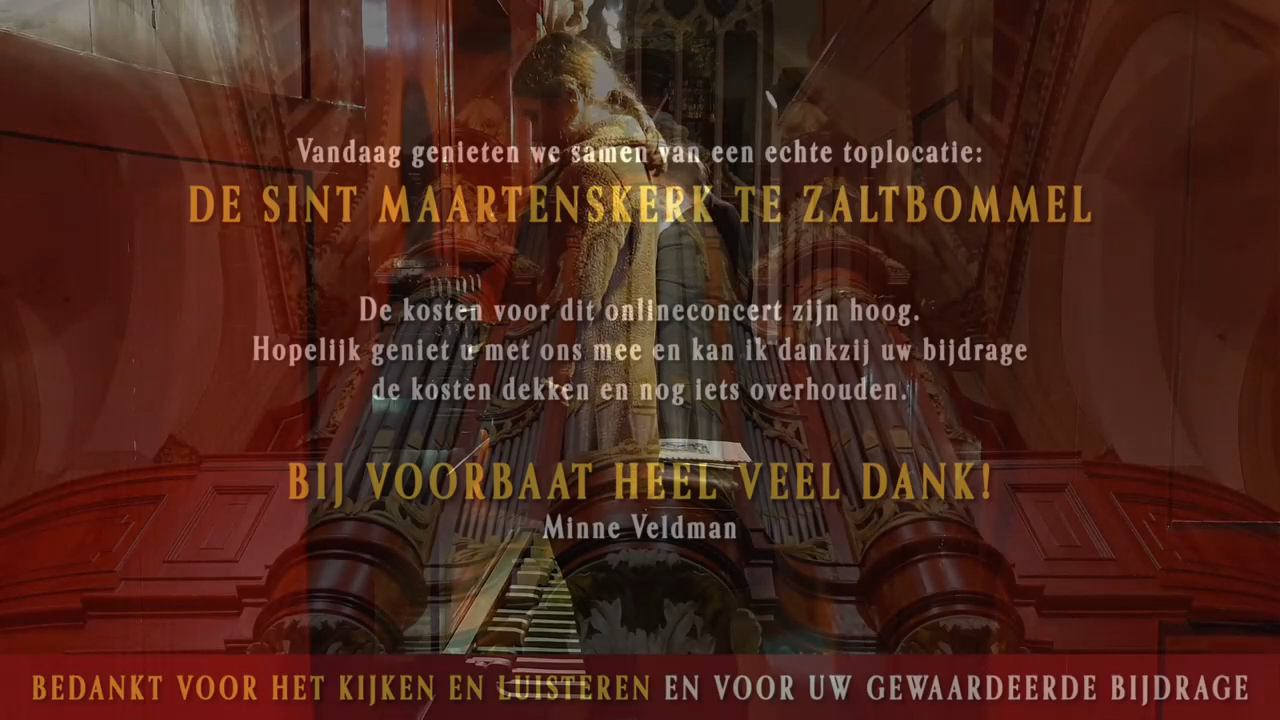 Vandaag genieten we samen van een echte toplocatie:
DE SINT MAARTENSKERK TE ZALTBOMMEL
De kosten voor dit onlineconcert zijn hoog.
Hopelijk geniet u met ons mee en kan ik dankzij uw bijdrage
de kosten dekken en nog iets overhouden.
BIJ VOORBAAT HEEL VEEL DANK!
Minne Veldman
BEDANKT VOOR HET KIJKEN EN LUISTEREN EN VOOR UW GEWAARDEERDE BIJDRAGE